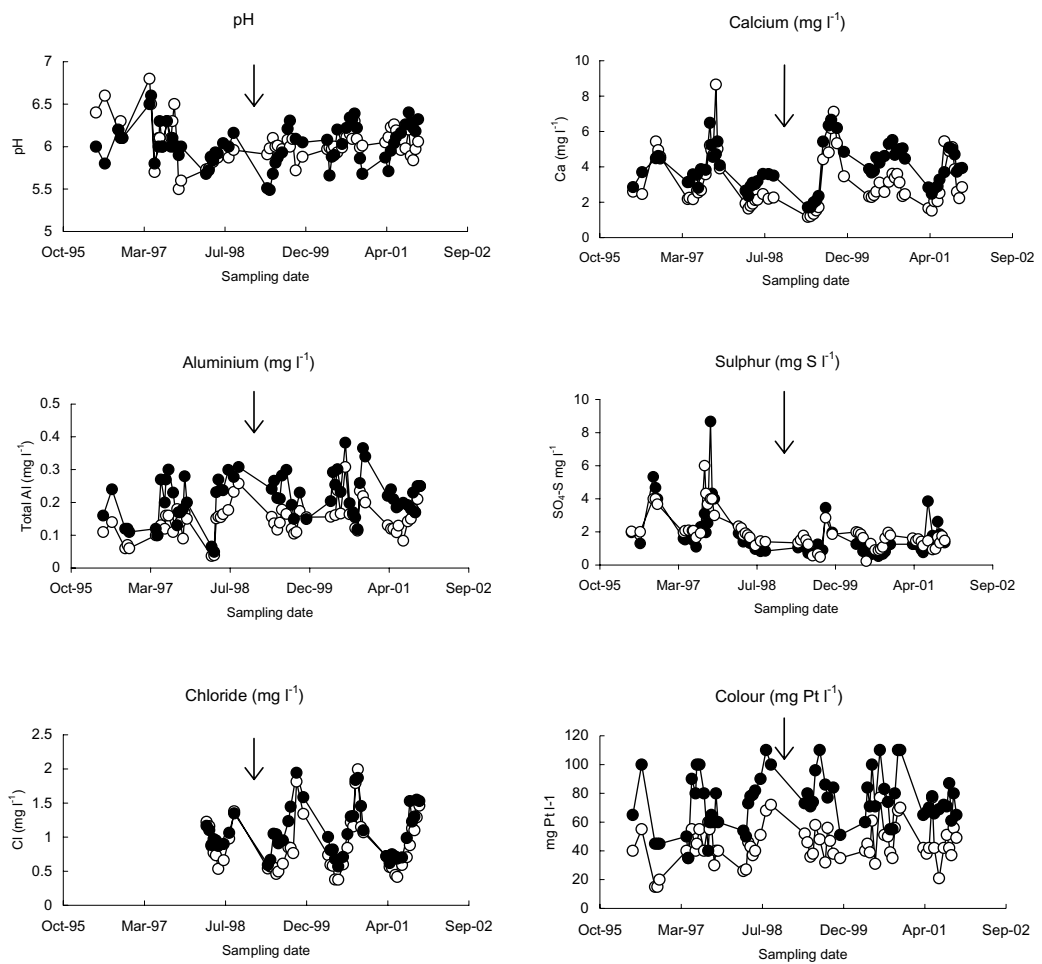 pH
7
6.5
6
5.5
5
pH
Oct-95 Mar-97 Jul-98 Dec-99 Apr-01 Sep-02
Sampling date
Calcium (mg l-1)
10
8
6
4
2
0
Ca (mg l-1)
Oct-95 Mar-97 Jul-98 Dec-99 Apr-01 Sep-02
Sampling date
Aluminium (mg l-1)
0.5
0.4
0.3
0.2
0.1
0
Total Al (mg l-1)
Oct-95 Mar-97 Jul-98 Dec-99 Apr-01 Sep-02
Sampling date
Sulphur (mg S l-1)
10
8
6
4
2
0
SO4-S mg l-1
Oct-95 Mar-97 Jul-98 Dec-99 Apr-01 Sep-02
Sampling date
Chloride (mg l-1)
2.5
2
1.5
1
0.5
0
Cl (mg l-1)
Oct-95 Mar-97 Jul-98 Dec-99 Apr-01 Sep-02
Sampling date
Colour (mg Pt l-1)
120
100
80
60
40
20
0
mg Pt l-1
Oct-95 Mar-97 Jul-98 Dec-99 Apr-01 Sep-02
Sampling date